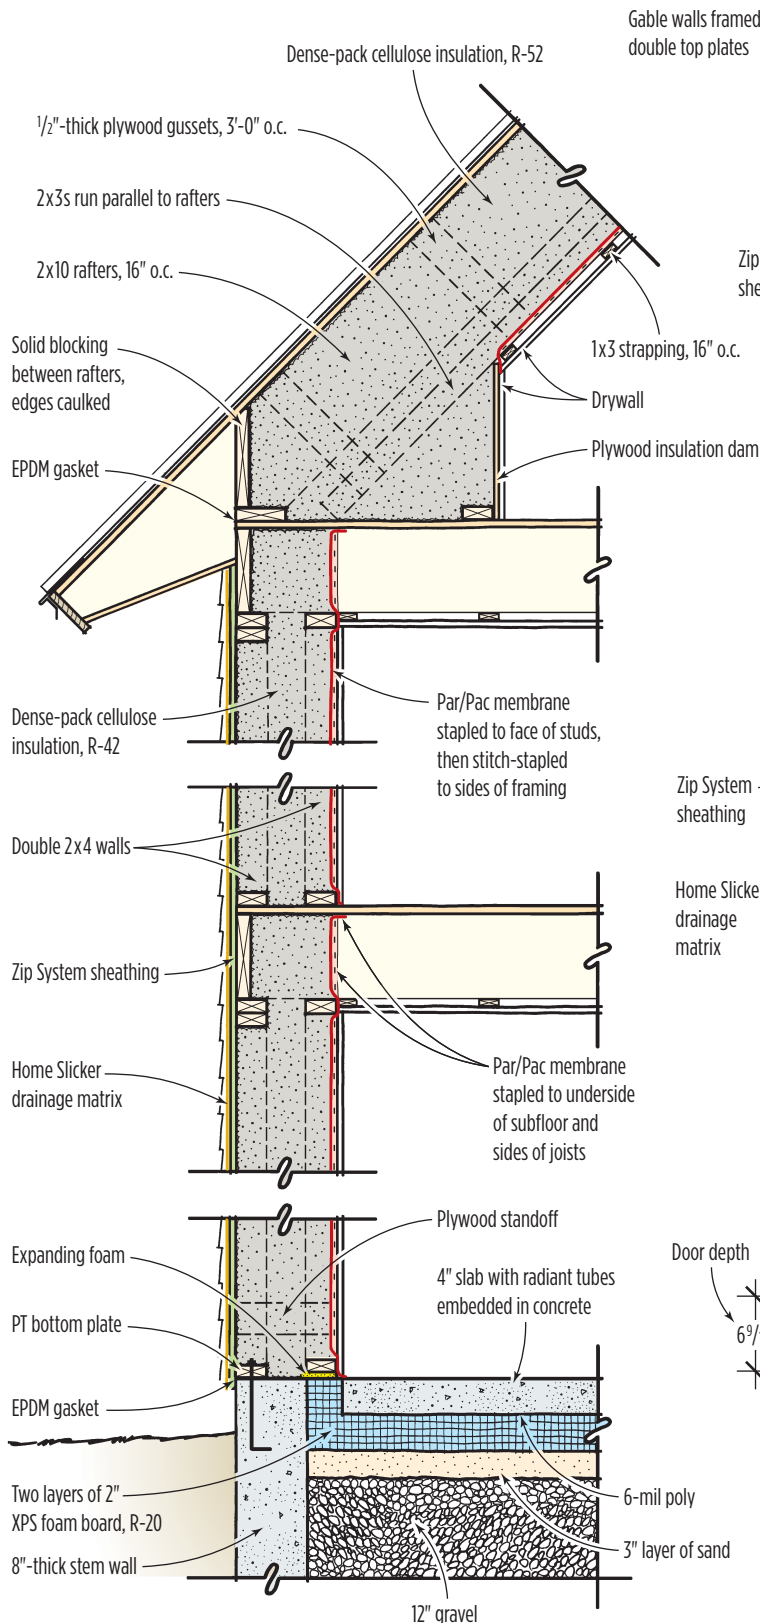 Gable walls framed
double top plates
Dense-pack cellulose insulation, R-52
1/2"-thick plywood gussets, 3'-0" o.c.
2x3s run parallel to rafters
2x10 rafters, 16" o.c.
Zip
she
Solid blocking
between rafters,
edges caulked
1x3 strapping, 16" o.c.
Drywall
EPDM gasket
Plywood insulation dam
Dense-pack cellulose
insulation, R-42
Par/Pac membrane
stapled to face of studs,
then stitch-stapled
to sides of framing
Zip System
sheathing
Double 2x4 walls
Home Slicker
drainage
matrix
Zip System sheathing
Home Slicker
drainage matrix
Par/Pac membrane
stapled to underside
of subfloor and
sides of joists
Plywood standoff
Expanding foam
4" slab with radiant tubes
embedded in concrete
Door depth
6 9/
PT bottom plate
EPDM gasket
Two layers of 2"
XPS foam board, R-20
6-mil poly
3" layer of sand
8"-thick stem wall
12" gravel